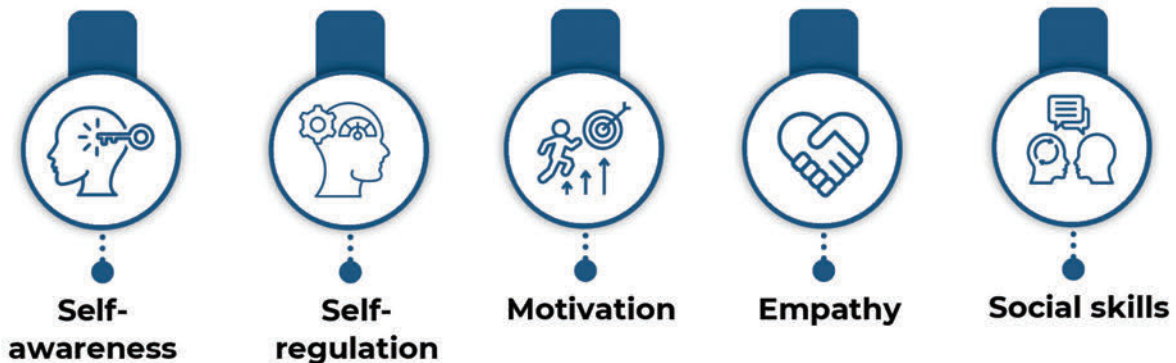 Self-
awareness
Self-
regulation
Motivation
Empathy
Social skills